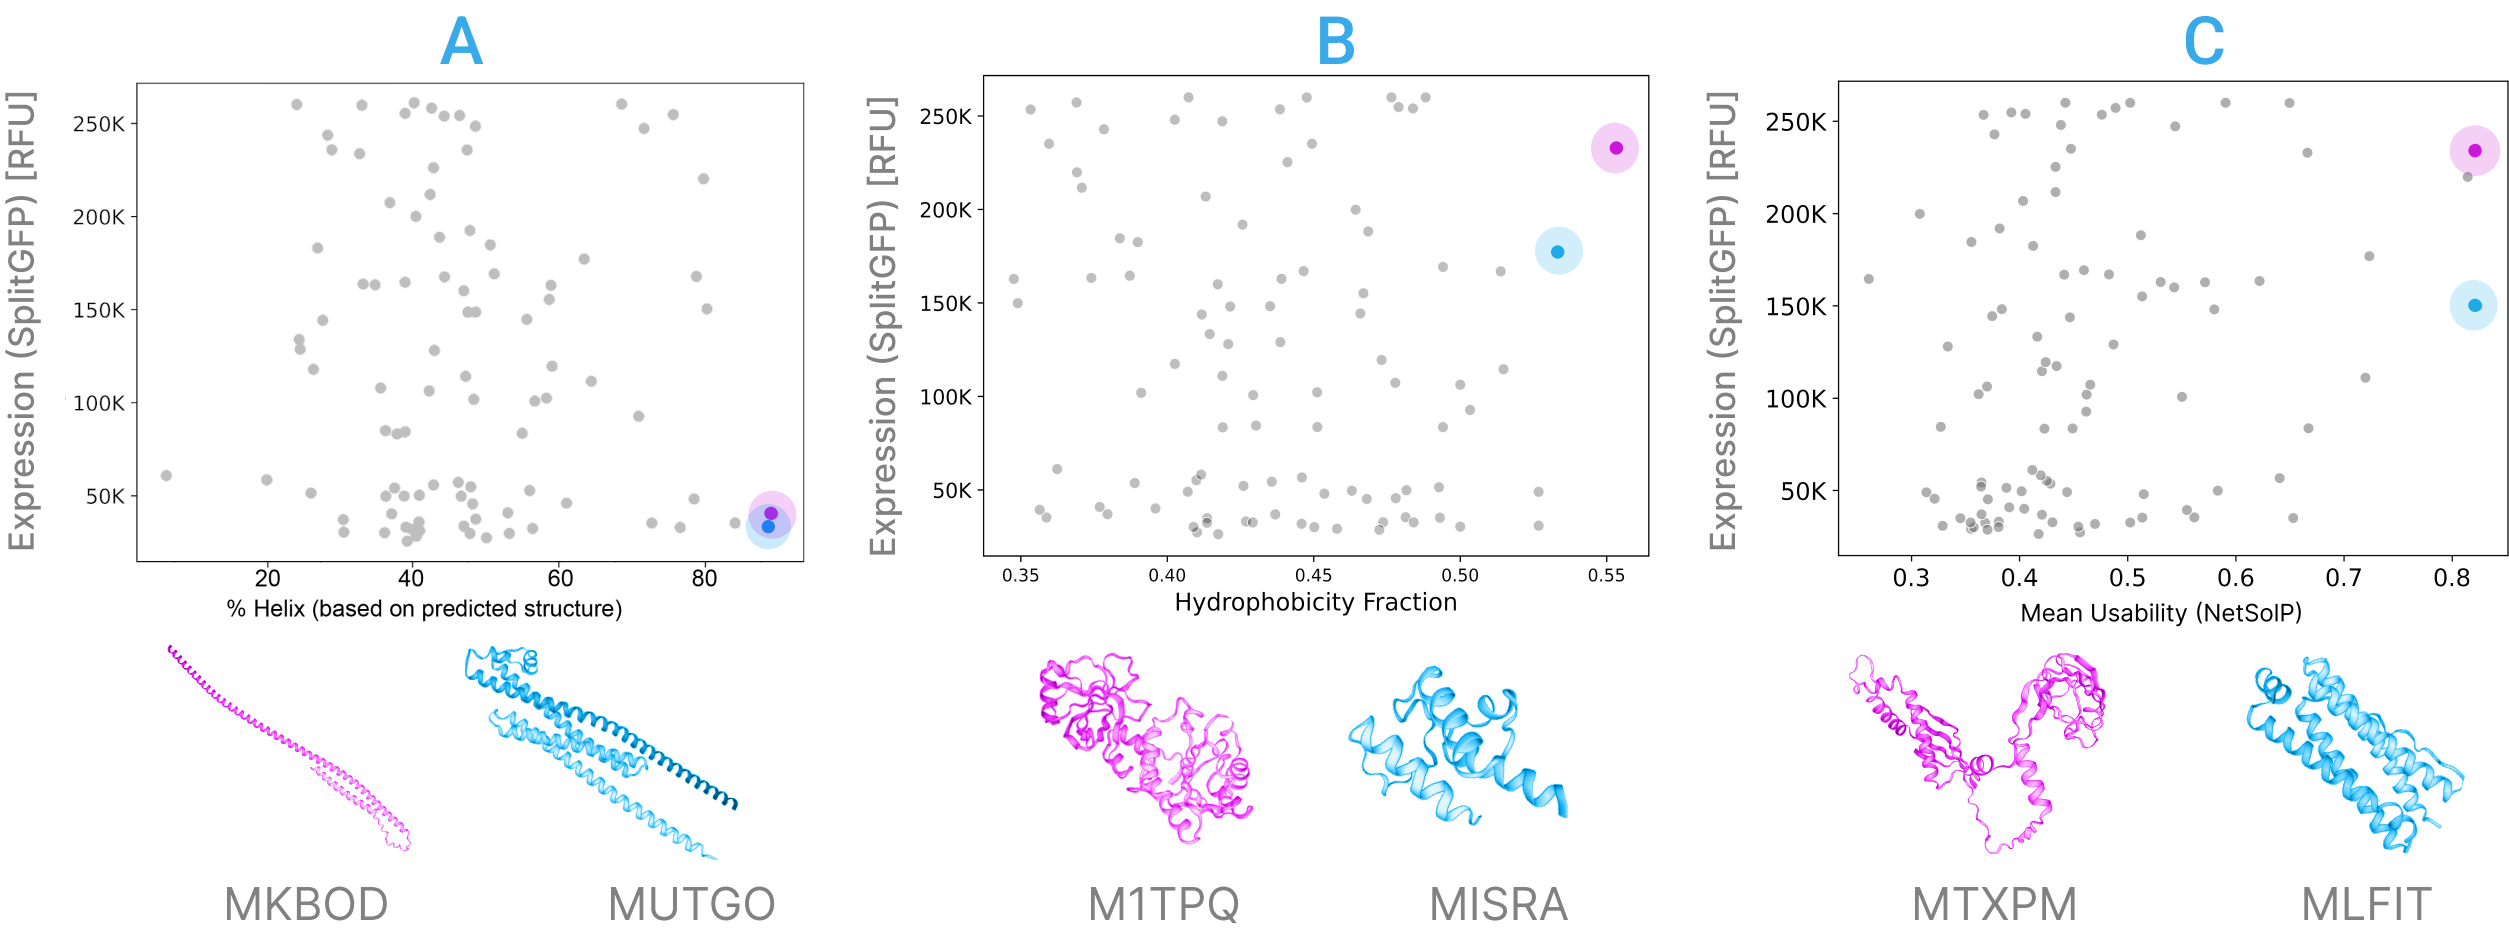 A
Expression (SplitGFP) [RFU]
250K
200K
150K
100K
50K
20 40 60 80
% Helix (based on predicted structure)
MKBOD MUTGO
B
Expression (SplitGFP) [RFU]
250K
200K
150K
100K
50K
0.35 0.40 0.45 0.50 0.55
Hydrophobicity Fraction
M1TPQ MISRA
C
Expression (SplitGFP) [RFU]
250K
200K
150K
100K
50K
0.3 0.4 0.5 0.6 0.7 0.8
Mean Usability (NetSolP)
MTXPM MLFIT